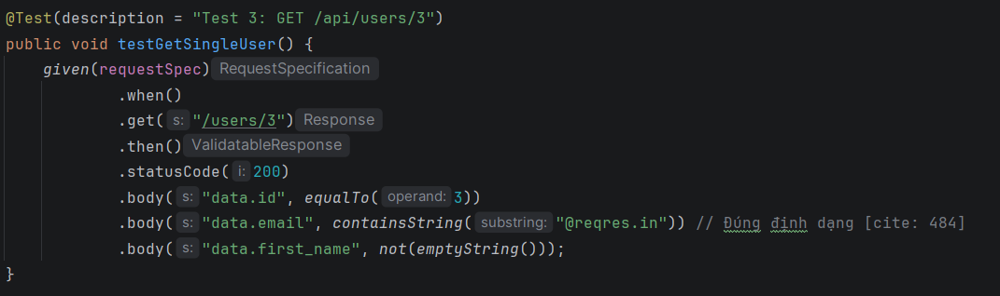 @Test(description = "Test 3: GET /api/users/3")
public void testGetSingleUser() {
given(requestSpec) RequestSpecification
.when()
.get( s: "/users/3") Response
.then() ValidatableResponse
.statusCode( i: 200)
.body( s: "data.id", equalTo( operand: 3))
.body( s: "data.email", containsString( substring: "@reqres.in")) // Đúng định dạng [cite: 484]
.body( s: "data.first_name", not(emptyString()));
}